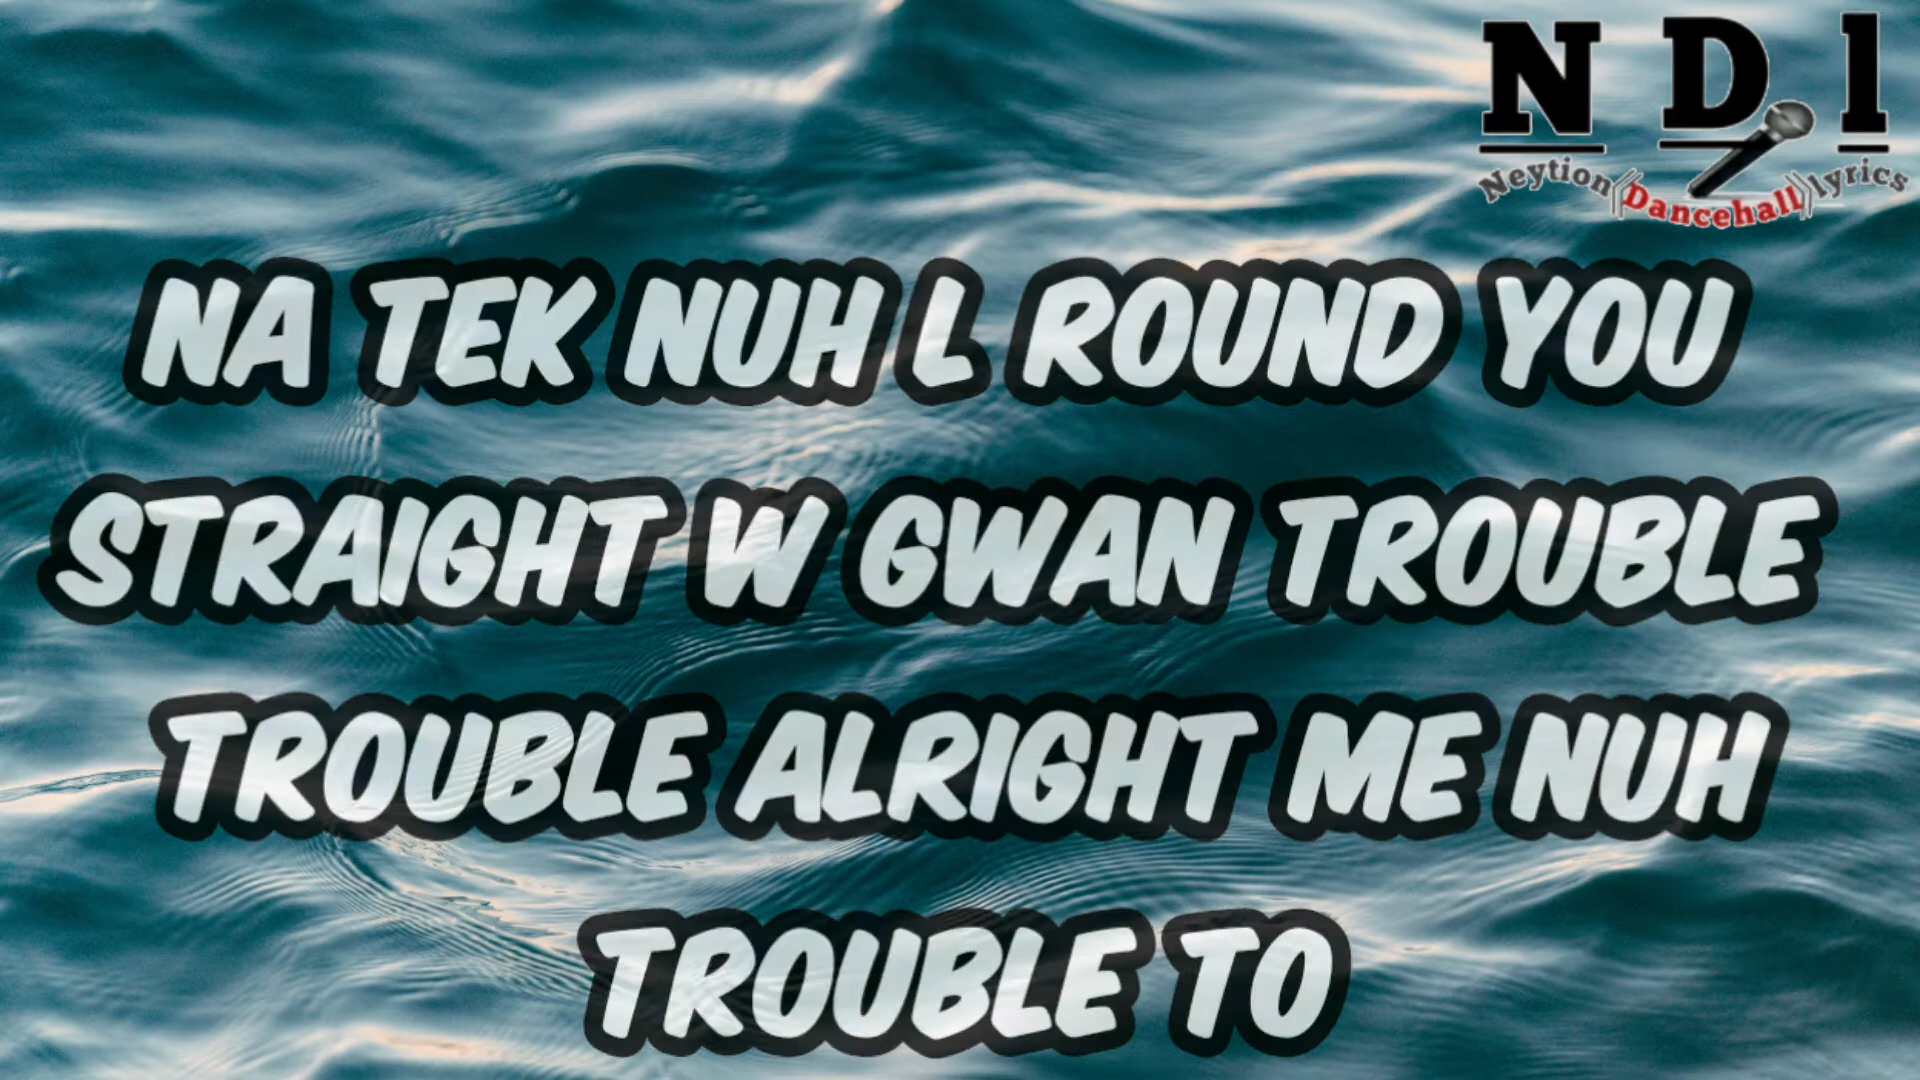 N D l
Neytion《Dancehall》lyrics
NA TEK NUH L ROUND YOU
STRAIGHT W GWAN TROUBLE
TROUBLE ALRIGHT ME NUH
TROUBLE TO